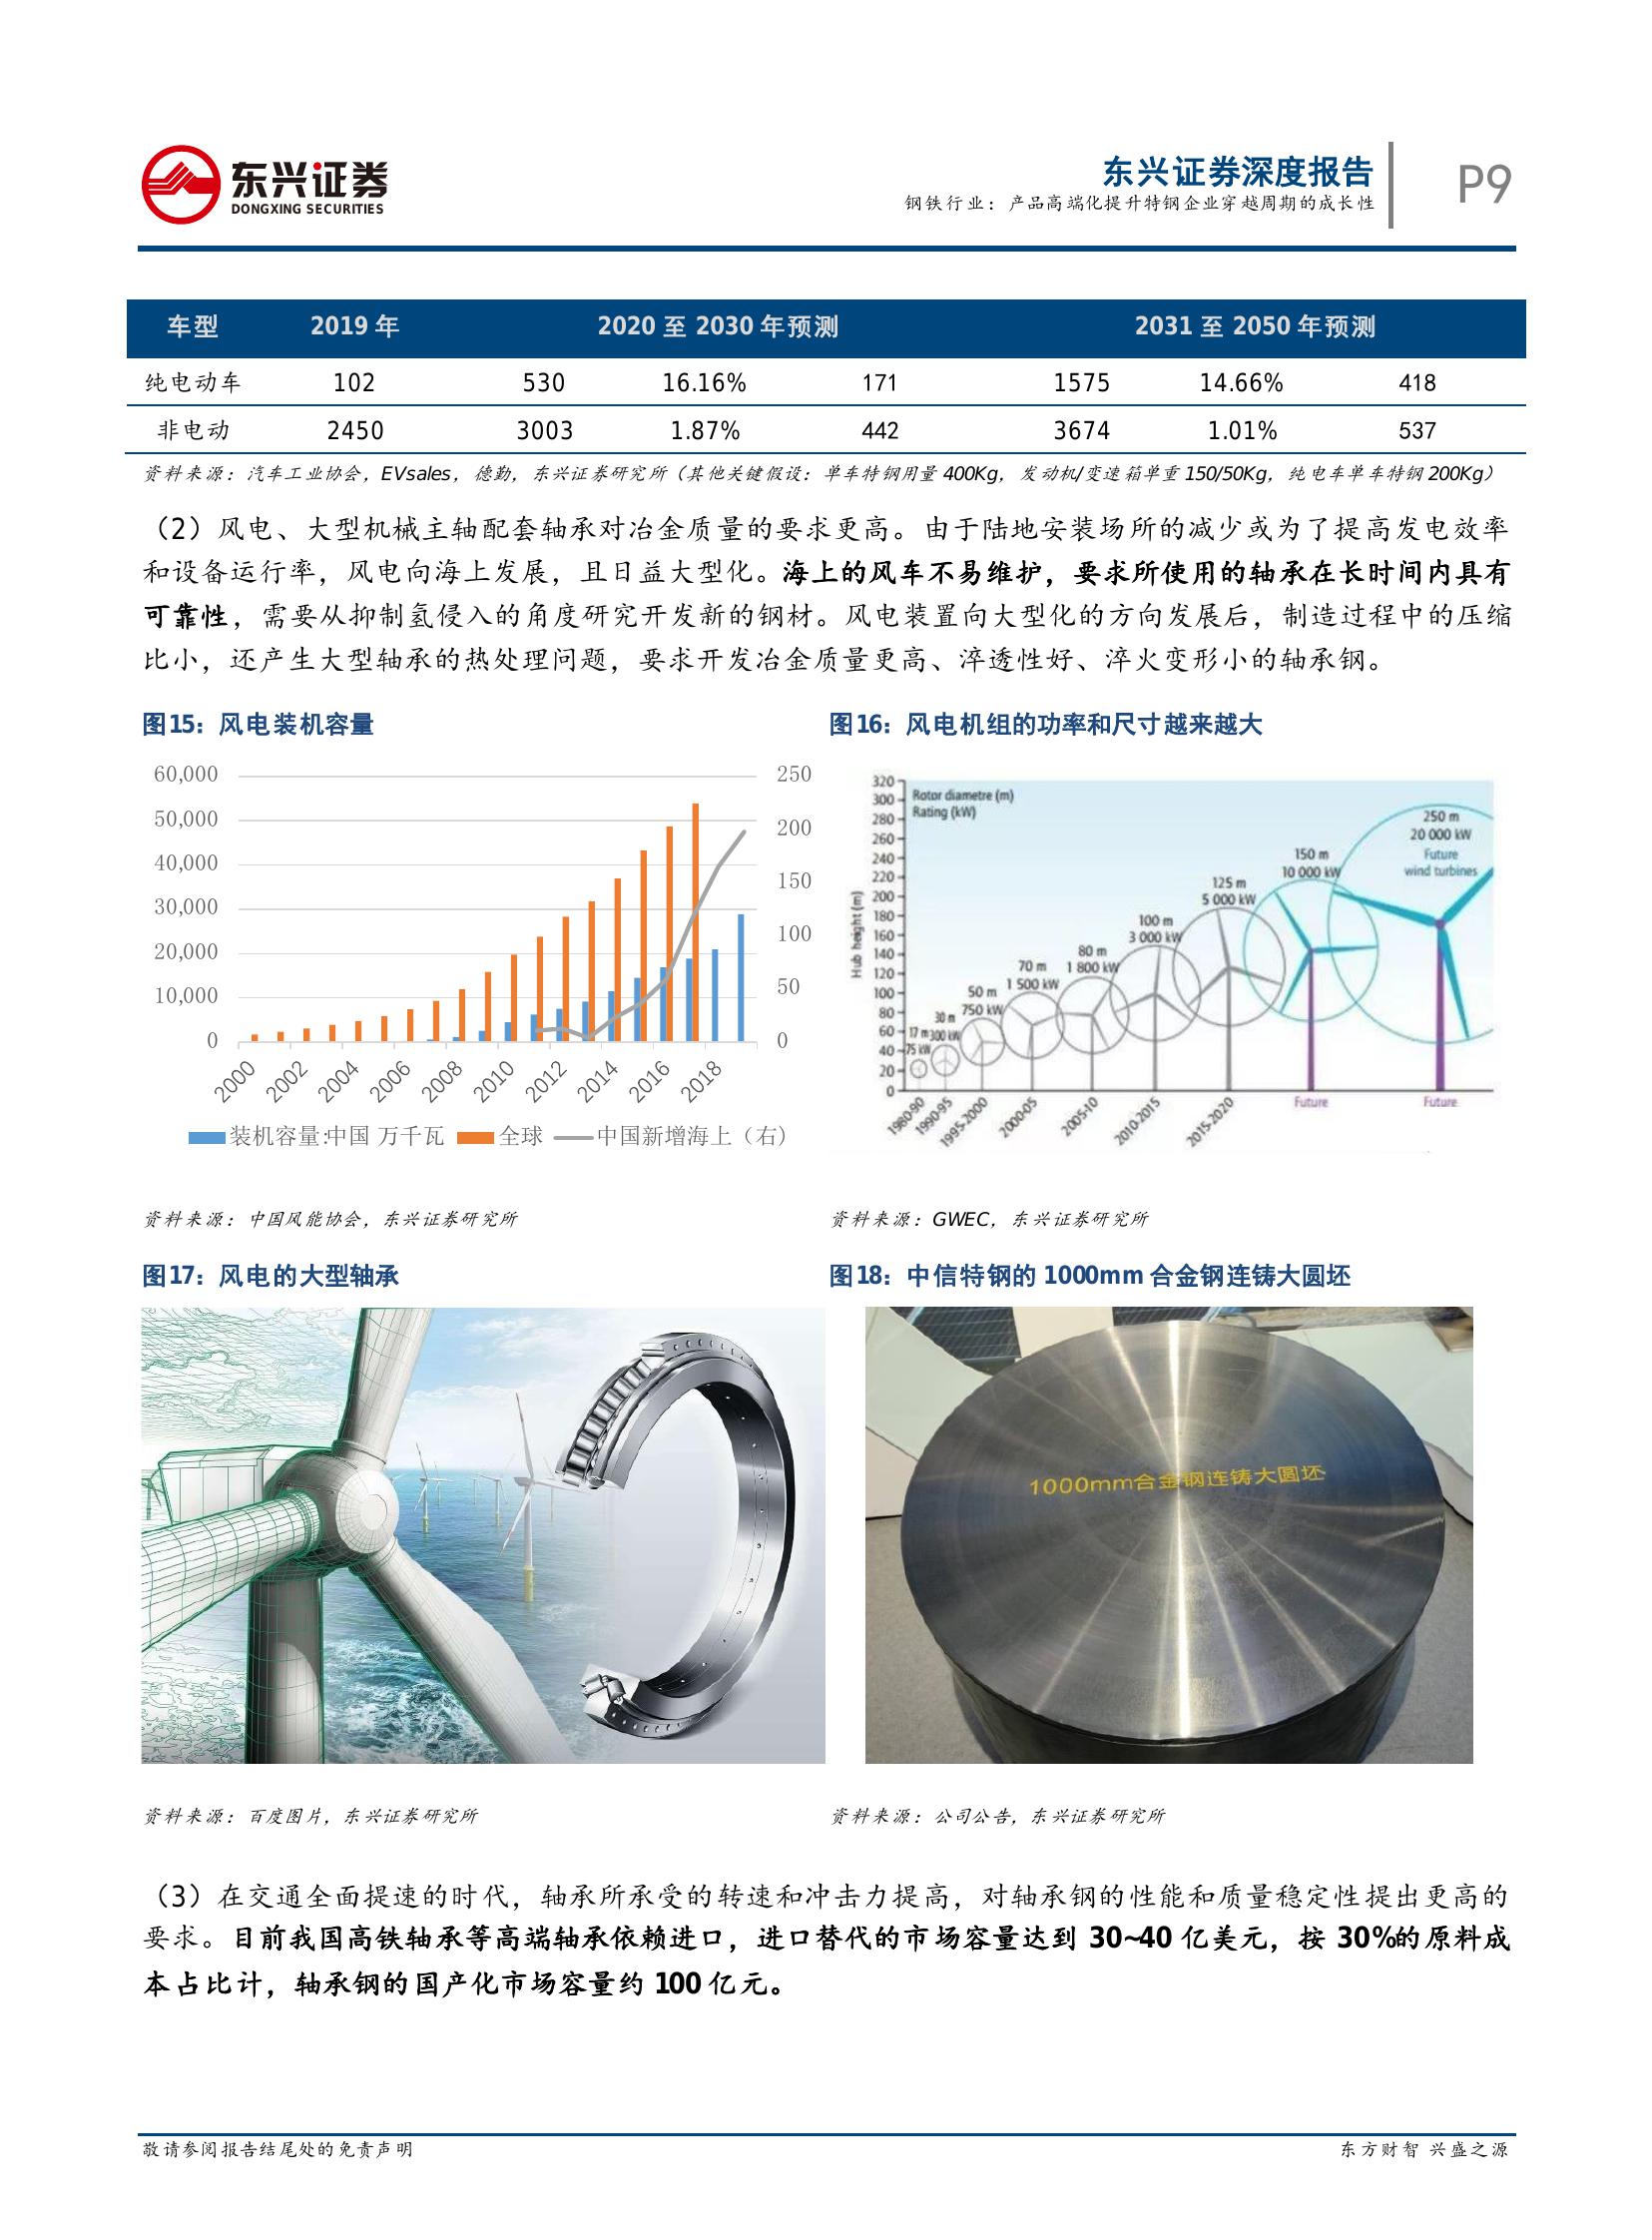 东兴证券
DONGXING SECURITIES
东兴证券深度报告
钢铁行业：产品高端化提升特钢企业穿越周期的成长性
P9
车型 2019 年 2020 至 2030 年预测 2031 至 2050 年预测
纯电动车 102 530 16.16% 171 1575 14.66% 418
非电动 2450 3003 1.87% 442 3674 1.01% 537
资料来源：汽车工业协会，EVsales，德勤，东兴证券研究所（其他关键假设：单车特钢用量 400Kg，发动机/变速箱单重 150/50Kg，纯电车单车特钢 200Kg）
（2）风电、大型机械主轴配套轴承对冶金质量的要求更高。由于陆地安装场所的减少或为了提高发电效率
和设备运行率，风电向海上发展，且日益大型化。海上的风车不易维护，要求所使用的轴承在长时间内具有
可靠性，需要从抑制氢侵入的角度研究开发新的钢材。风电装置向大型化的方向发展后，制造过程中的压缩
比小，还产生大型轴承的热处理问题，要求开发冶金质量更高、淬透性好、淬火变形小的轴承钢。
图15：风电装机容量
60,000
50,000
40,000
30,000
20,000
10,000
0
250
200
150
100
50
0
2000 2002 2004 2006 2008 2010 2012 2014 2016 2018
装机容量:中国 万千瓦 全球 中国新增海上（右）
资料来源：中国风能协会，东兴证券研究所
图16：风电机组的功率和尺寸越来越大
Rotor diametre (m)
Rating (kW)
Hub height (m)
320
300
280
260
240
220
200
180
160
140
120
100
80
60
40
20
0
17 m
75 kW
30 m
300 kW
50 m
750 kW
70 m
1 500 kW
80 m
1 800 kW
100 m
3 000 kW
125 m
5 000 kW
150 m
10 000 kW
250 m
20 000 kW
Future
wind turbines
1980-90 1990-95 1995-2000 2000-05 2005-10 2010-2015 2015-2020 Future Future
资料来源：GWEC，东兴证券研究所
图17：风电的大型轴承
资料来源：百度图片，东兴证券研究所
图18：中信特钢的 1000mm 合金钢连铸大圆坯
1000mm合金钢连铸大圆坯
资料来源：公司公告，东兴证券研究所
（3）在交通全面提速的时代，轴承所承受的转速和冲击力提高，对轴承钢的性能和质量稳定性提出更高的
要求。目前我国高铁轴承等高端轴承依赖进口，进口替代的市场容量达到 30~40 亿美元，按 30%的原料成
本占比计，轴承钢的国产化市场容量约 100 亿元。
敬请参阅报告结尾处的免责声明
东方财智 兴盛之源